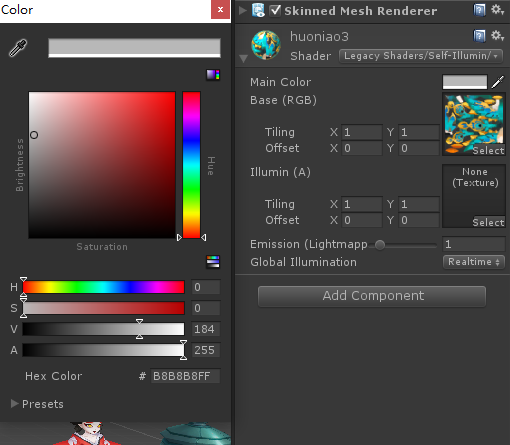 Color
x
Brightness
Hue
Saturation
H 0
S 0
V 184
A 255
Hex Color # B8B8B8FF
Presets
Skinned Mesh Renderer
huoniao3
Shader Legacy Shaders/Self-Illumin/
Main Color
Base (RGB)
Tiling X 1 Y 1
Offset X 0 Y 0
Select
Illumin (A)
None
(Texture)
Tiling X 1 Y 1
Offset X 0 Y 0
Select
Emission (Lightmapp 1
Global Illumination Realtime
Add Component